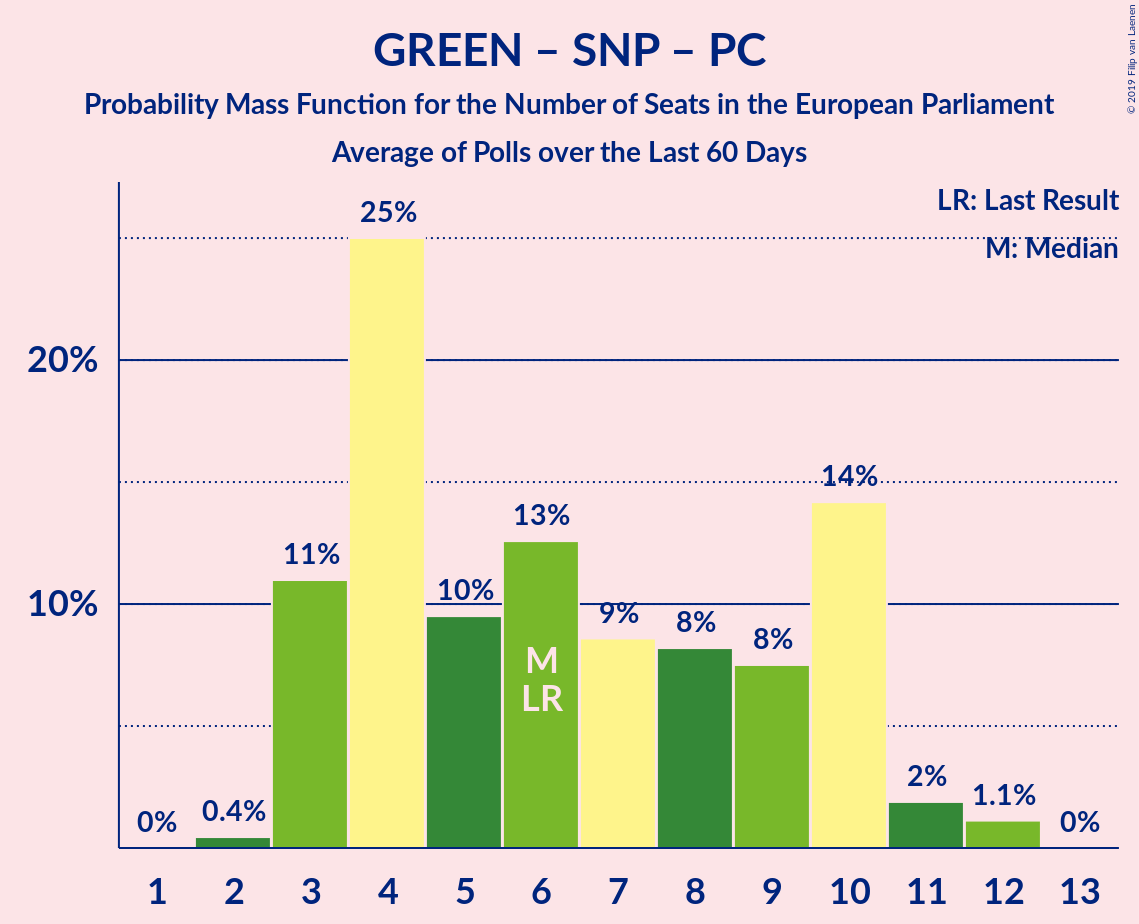 GREEN – SNP – PC
Probability Mass Function for the Number of Seats in the European Parliament
Average of Polls over the Last 60 Days
© 2019 Filip van Laenen
LR: Last Result
M: Median
25%
20%
14%
13%
11%
10%
10%
9%
8%
8%
M
LR
2%
1.1%
0.4%
0%
0%
1 2 3 4 5 6 7 8 9 10 11 12 13